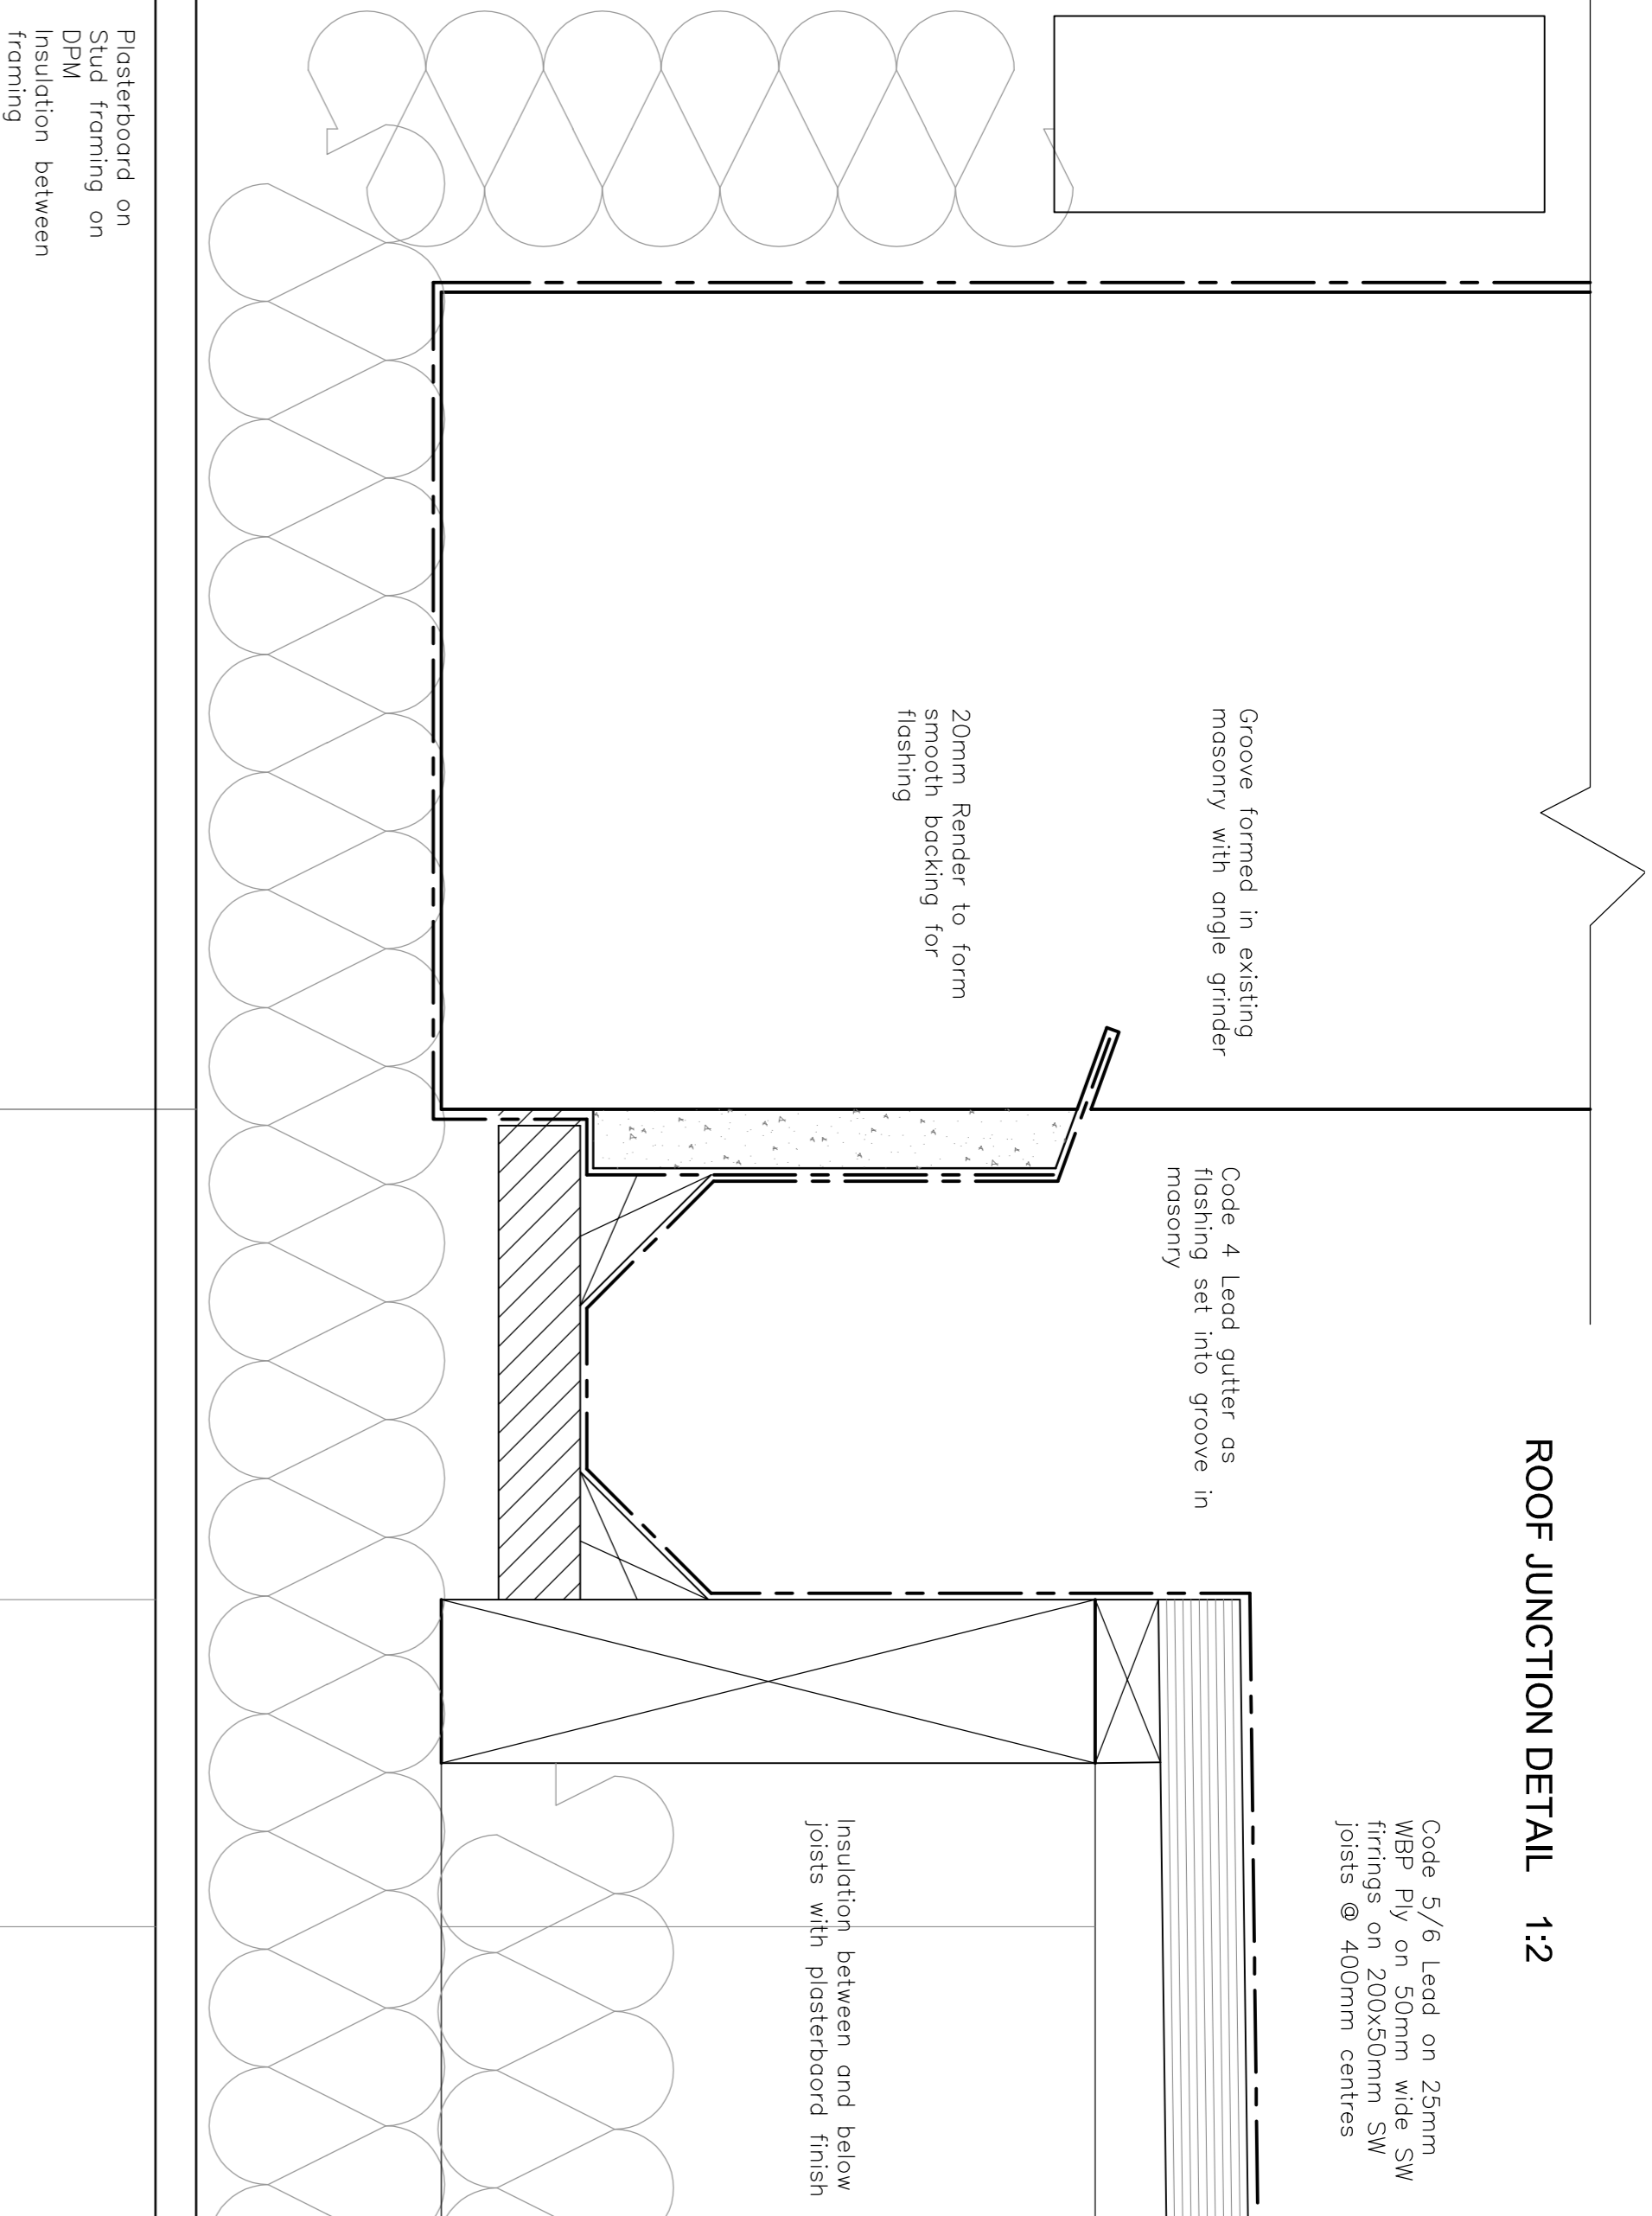 ROOF JUNCTION DETAIL 1:2
Code 5/6 Lead on 25mm
WBP Ply on 50mm wide SW
firrings on 200x50mm SW
joists @ 400mm centres
Groove formed in existing
masonry with angle grinder
Code 4 Lead gutter as
flashing set into groove in
masonry
20mm Render to form
smooth backing for
flashing
Insulation between and below
joists with plasterbaord finish
Plasterboard on
Stud framing on
DPM
Insulation between
framing